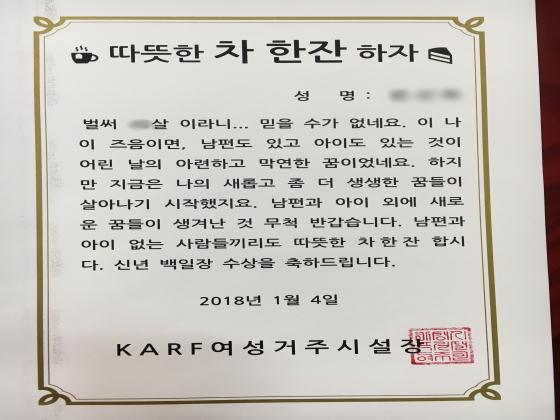 따뜻한 차 한잔 하자
성 명 :
벌써 살 이라니... 믿을 수가 없네요. 이 나
이 즈음이면, 남편도 있고 아이도 있는 것이
어린 날의 아련하고 막연한 꿈이었네요. 하지
만 지금은 나의 새롭고 좀 더 생생한 꿈들이
살아나기 시작했지요. 남편과 아이 외에 새로
운 꿈들이 생겨난 것 무척 반갑습니다. 남편과
아이 없는 사람들끼리도 따뜻한 차한잔 합시
다. 신년 백일장 수상을 축하드립니다.
2018년 1월 4일
KARF여성거주시설장